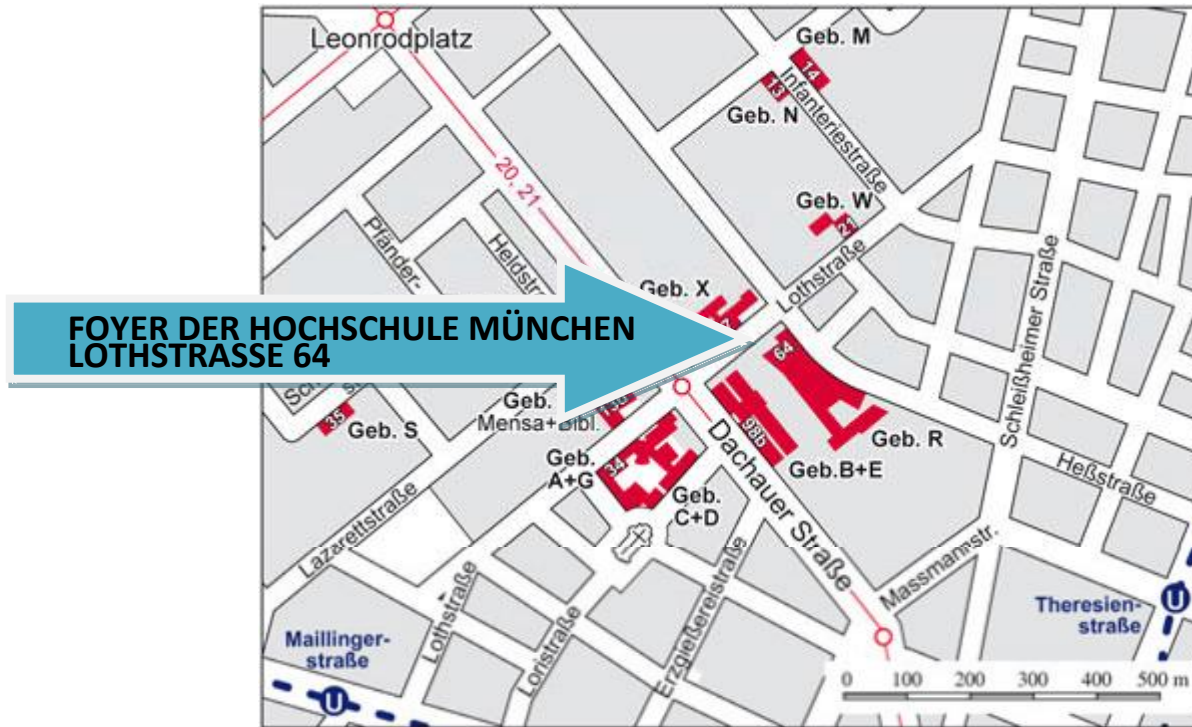 Leonrodplatz
Geb. M
14
13
Geb. N
Infanteriestraße
20, 21
Geb. W
21
Pfänder-
Heldstr
Lothstraße
Geb. X
FOYER DER HOCHSCHULE MÜNCHEN
LOTHSTRASSE 64
64
Schleißheimer Straße
35
Geb. S
Geb.
Mensa+Bibl.
98b
Geb. R
Geb.
A+G
34
Geb.B+E
Geb.
C+D
Dachauer Straße
Heßstraße
Lazarettstraße
Massmannstr.
Lothstraße
Loristraße
Erzgießereistraße
Theresien-
straße
U
Maillinger-
straße
U
0 100 200 300 400 500 m